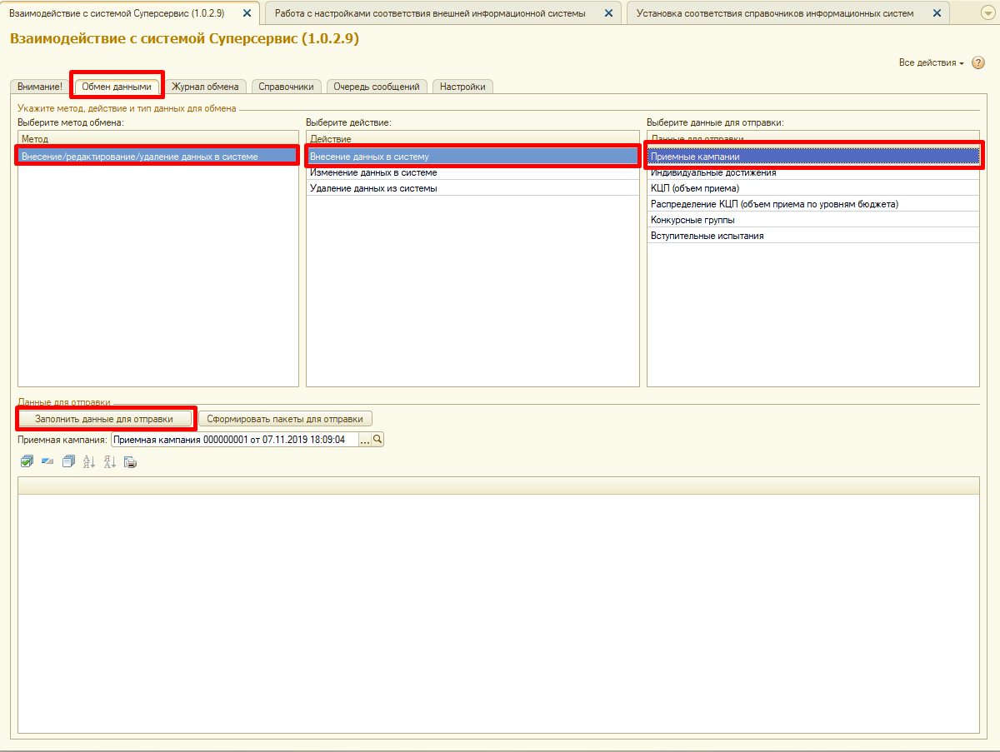 Взаимодействие с системой Суперсервис (1.0.2.9)
Работа с настройками соответствия внешней информационной системы
Установка соответствия справочников информационных систем
Взаимодействие с системой Суперсервис (1.0.2.9)
Все действия
?
Внимание!
Обмен данными
Журнал обмена
Справочники
Очередь сообщений
Настройки
Укажите метод, действие и тип данных для обмена
Выберите метод обмена:
Метод
Внесение/редактирование/удаление данных в системе
Выберите действие:
Действие
Внесение данных в систему
Изменение данных в системе
Удаление данных из системы
Выберите данные для отправки:
Данные для отправки
Приемные кампании
Индивидуальные достижения
КЦП (объем приема)
Распределение КЦП (объем приема по уровням бюджета)
Конкурсные группы
Вступительные испытания
Данные для отправки
Заполнить данные для отправки
Сформировать пакеты для отправки
Приемная кампания: Приемная кампания 000000001 от 07.11.2019 18:09:04 ...